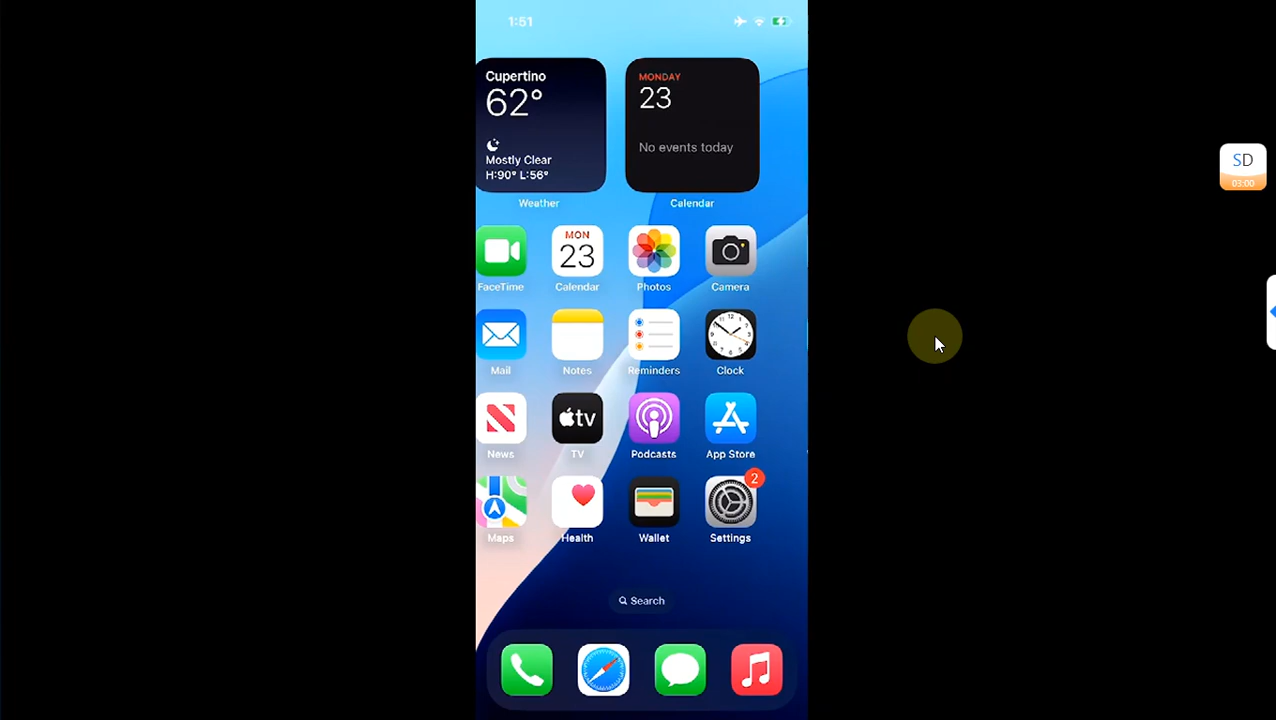 1:51
Cupertino
62°
Mostly Clear
H:90° L:56°
Weather
MONDAY
23
No events today
Calendar
FaceTime
MON
23
Calendar
Photos
Camera
Mail
Notes
Reminders
Clock
News
tv
TV
Podcasts
App Store
Maps
Health
Wallet
2
Settings
Search
SD
03:00